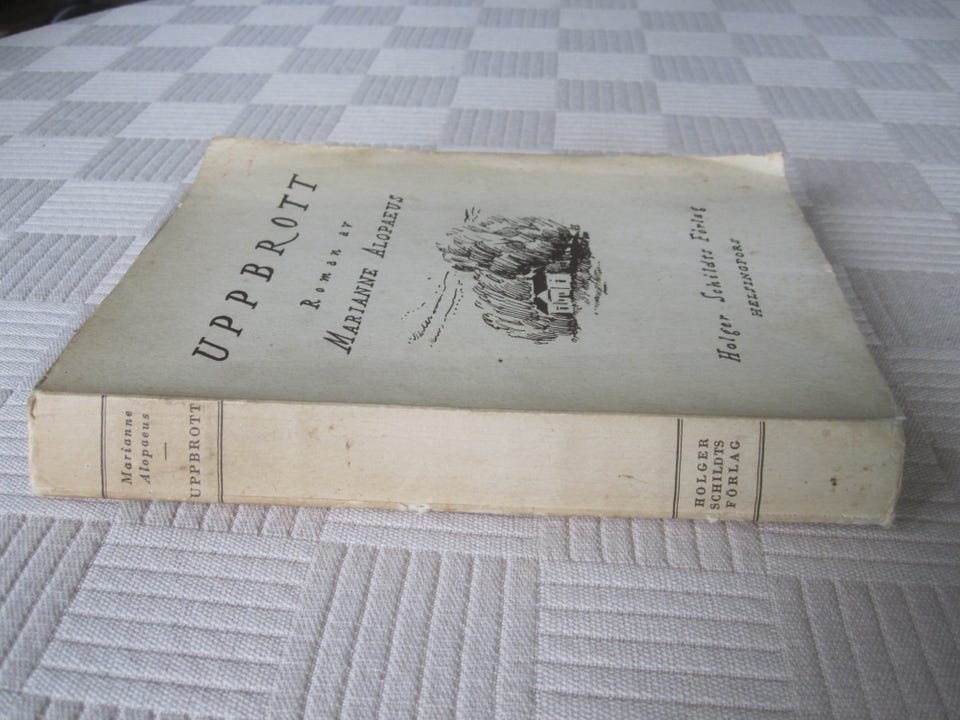 UPPBROTT
Roman av
MARIANNE ALOPAEUS
Holger Schildts Förlag
HELSINGFORS
Marianne
Alopaeus
—
UPPBROTT
HOLGER
SCHILDTS
FÖRLAG